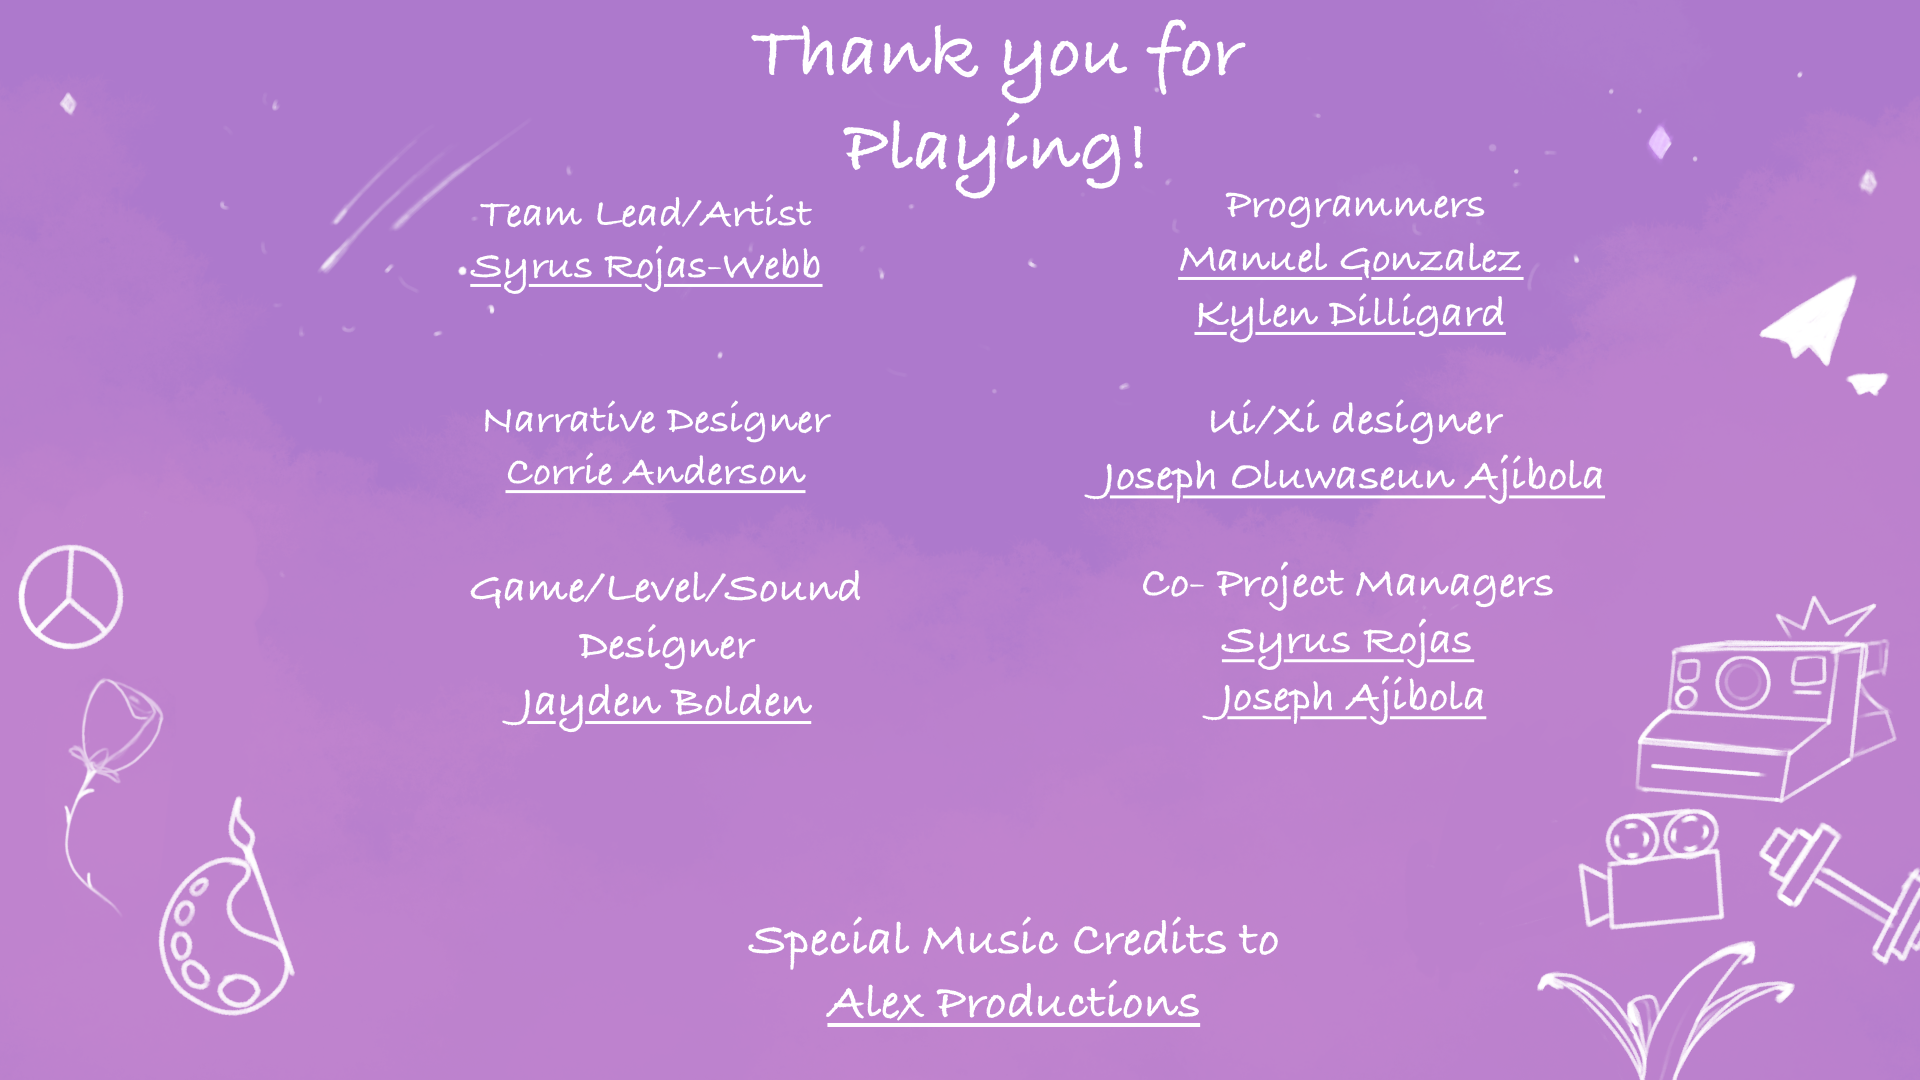 Thank you for
Playing!
Team Lead/Artist
Syrus Rojas-Webb
Programmers
Manuel Gonzalez
Kylen Dilligard
Narrative Designer
Corrie Anderson
Ui/Xi designer
Joseph Oluwaseun Ajibola
Game/Level/Sound
Designer
Jayden Bolden
Co- Project Managers
Syrus Rojas
Joseph Ajibola
Special Music Credits to
Alex Productions